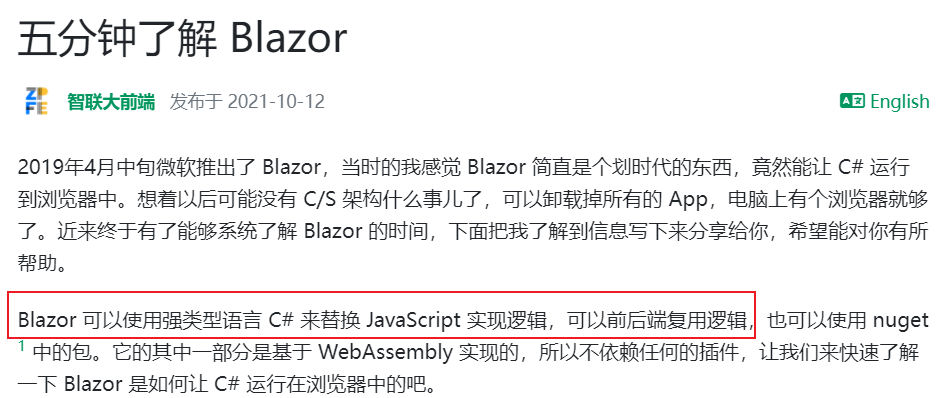 五分钟了解 Blazor
ZP
FE
智联大前端 发布于 2021-10-12
English
2019年4月中旬微软推出了 Blazor，当时的我感觉 Blazor 简直是个划时代的东西，竟然能让 C# 运行
到浏览器中。想着以后可能没有 C/S 架构什么事儿了，可以卸载掉所有的 App，电脑上有个浏览器就够
了。近来终于有了能够系统了解 Blazor 的时间，下面把我了解到信息写下来分享给你，希望能对你有所
帮助。
Blazor 可以使用强类型语言 C# 来替换 JavaScript 实现逻辑，可以前后端复用逻辑，也可以使用 nuget
1 中的包。它的其中一部分是基于 WebAssembly 实现的，所以不依赖任何的插件，让我们来快速了解
一下 Blazor 是如何让 C# 运行在浏览器中的吧。